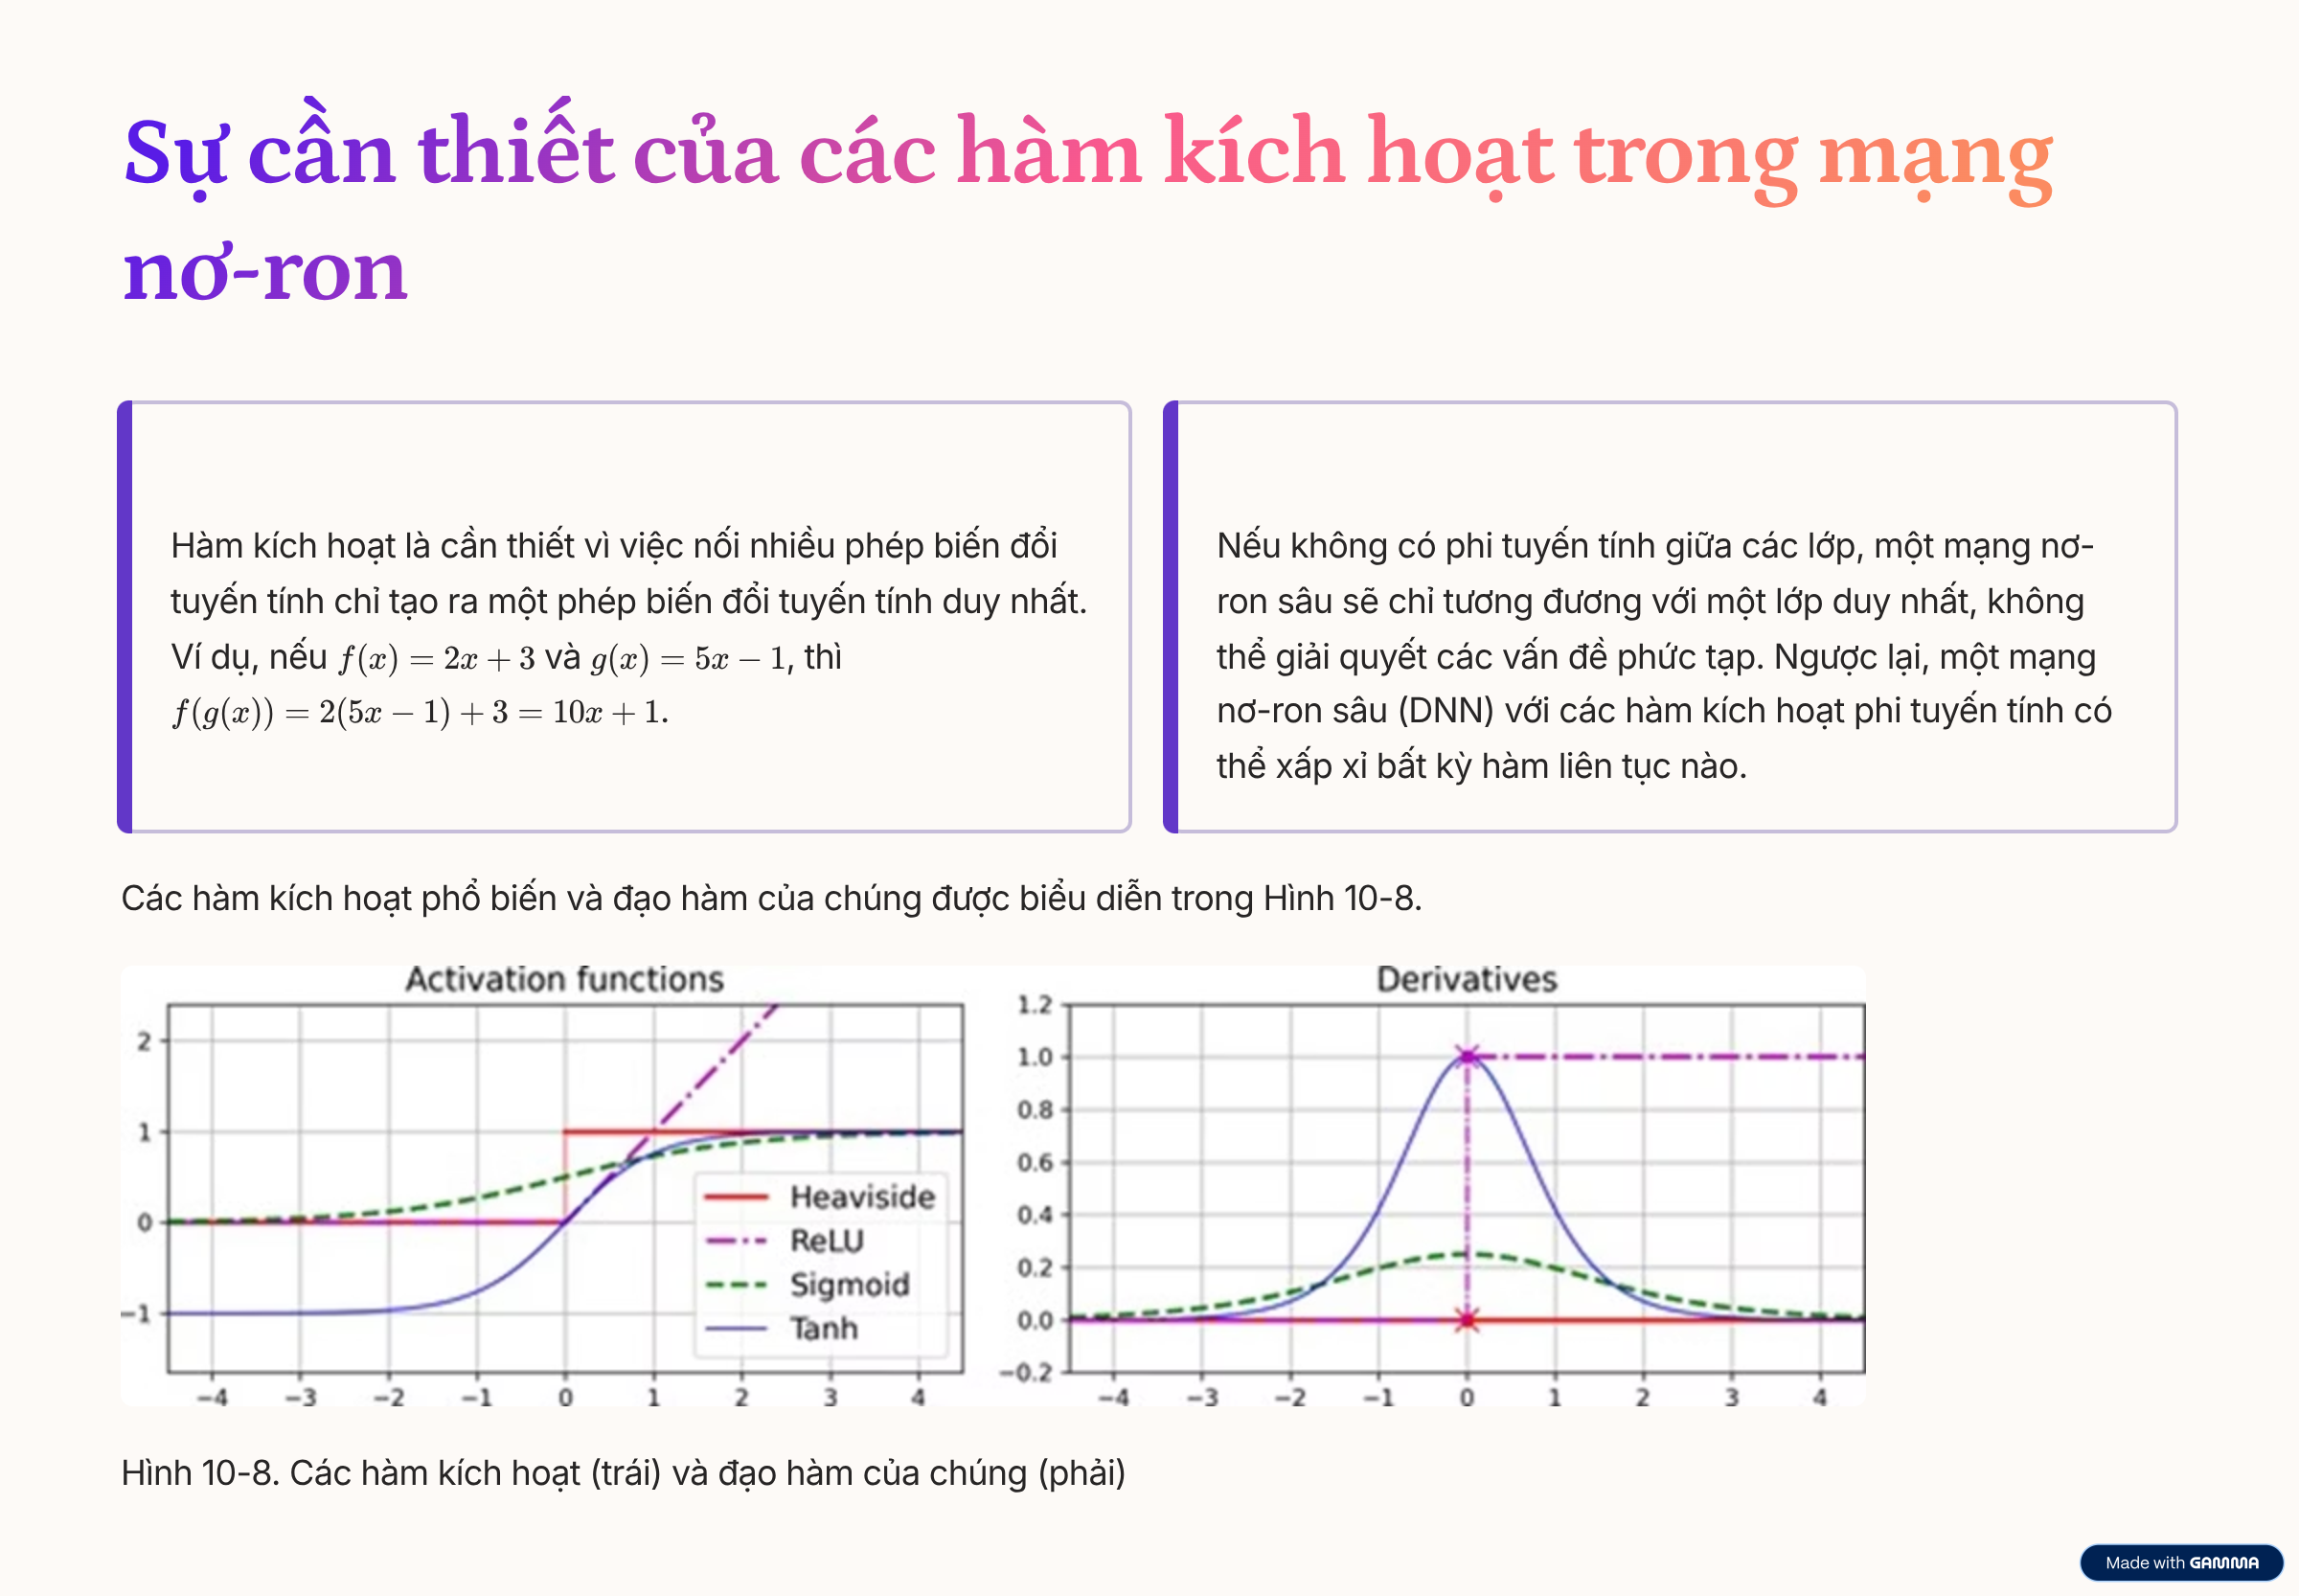 Sự cần thiết của các hàm kích hoạt trong mạng
nơ-ron
Hàm kích hoạt là cần thiết vì việc nối nhiều phép biến đổi
tuyến tính chỉ tạo ra một phép biến đổi tuyến tính duy nhất.
Ví dụ, nếu f(x) = 2x + 3 và g(x) = 5x − 1, thì
f(g(x)) = 2(5x − 1) + 3 = 10x + 1.
Nếu không có phi tuyến tính giữa các lớp, một mạng nơ-
ron sâu sẽ chỉ tương đương với một lớp duy nhất, không
thể giải quyết các vấn đề phức tạp. Ngược lại, một mạng
nơ-ron sâu (DNN) với các hàm kích hoạt phi tuyến tính có
thể xấp xỉ bất kỳ hàm liên tục nào.
Các hàm kích hoạt phổ biến và đạo hàm của chúng được biểu diễn trong Hình 10-8.
Activation functions
2
1
0
−1
−4 −3 −2 −1 0 1 2 3 4
Heaviside
ReLU
Sigmoid
Tanh
Derivatives
1.2
1.0
0.8
0.6
0.4
0.2
0.0
−0.2
−4 −3 −2 −1 0 1 2 3 4
Hình 10-8. Các hàm kích hoạt (trái) và đạo hàm của chúng (phải)
Made with GAMMA